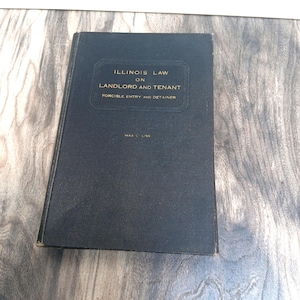 ILLINOIS LAW
ON
LANDLORD AND TENANT
FORCIBLE ENTRY AND DETAINER